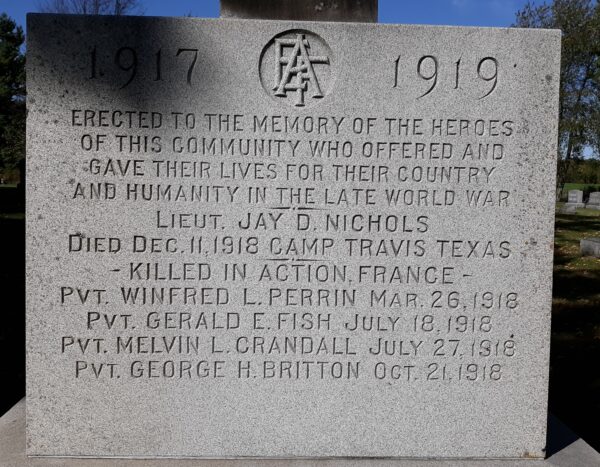 1917 1919
ERECTED TO THE MEMORY OF THE HEROES
OF THIS COMMUNITY WHO OFFERED AND
GAVE THEIR LIVES FOR THEIR COUNTRY
AND HUMANITY IN THE LATE WORLD WAR
LIEUT. JAY D. NICHOLS
DIED DEC. 11, 1918 CAMP TRAVIS TEXAS
- KILLED IN ACTION, FRANCE -
PVT. WINFRED L. PERRIN MAR. 26, 1918
PVT. GERALD E. FISH JULY 18, 1918
PVT. MELVIN L. CRANDALL JULY 27, 1918
PVT. GEORGE H. BRITTON OCT. 21, 1918